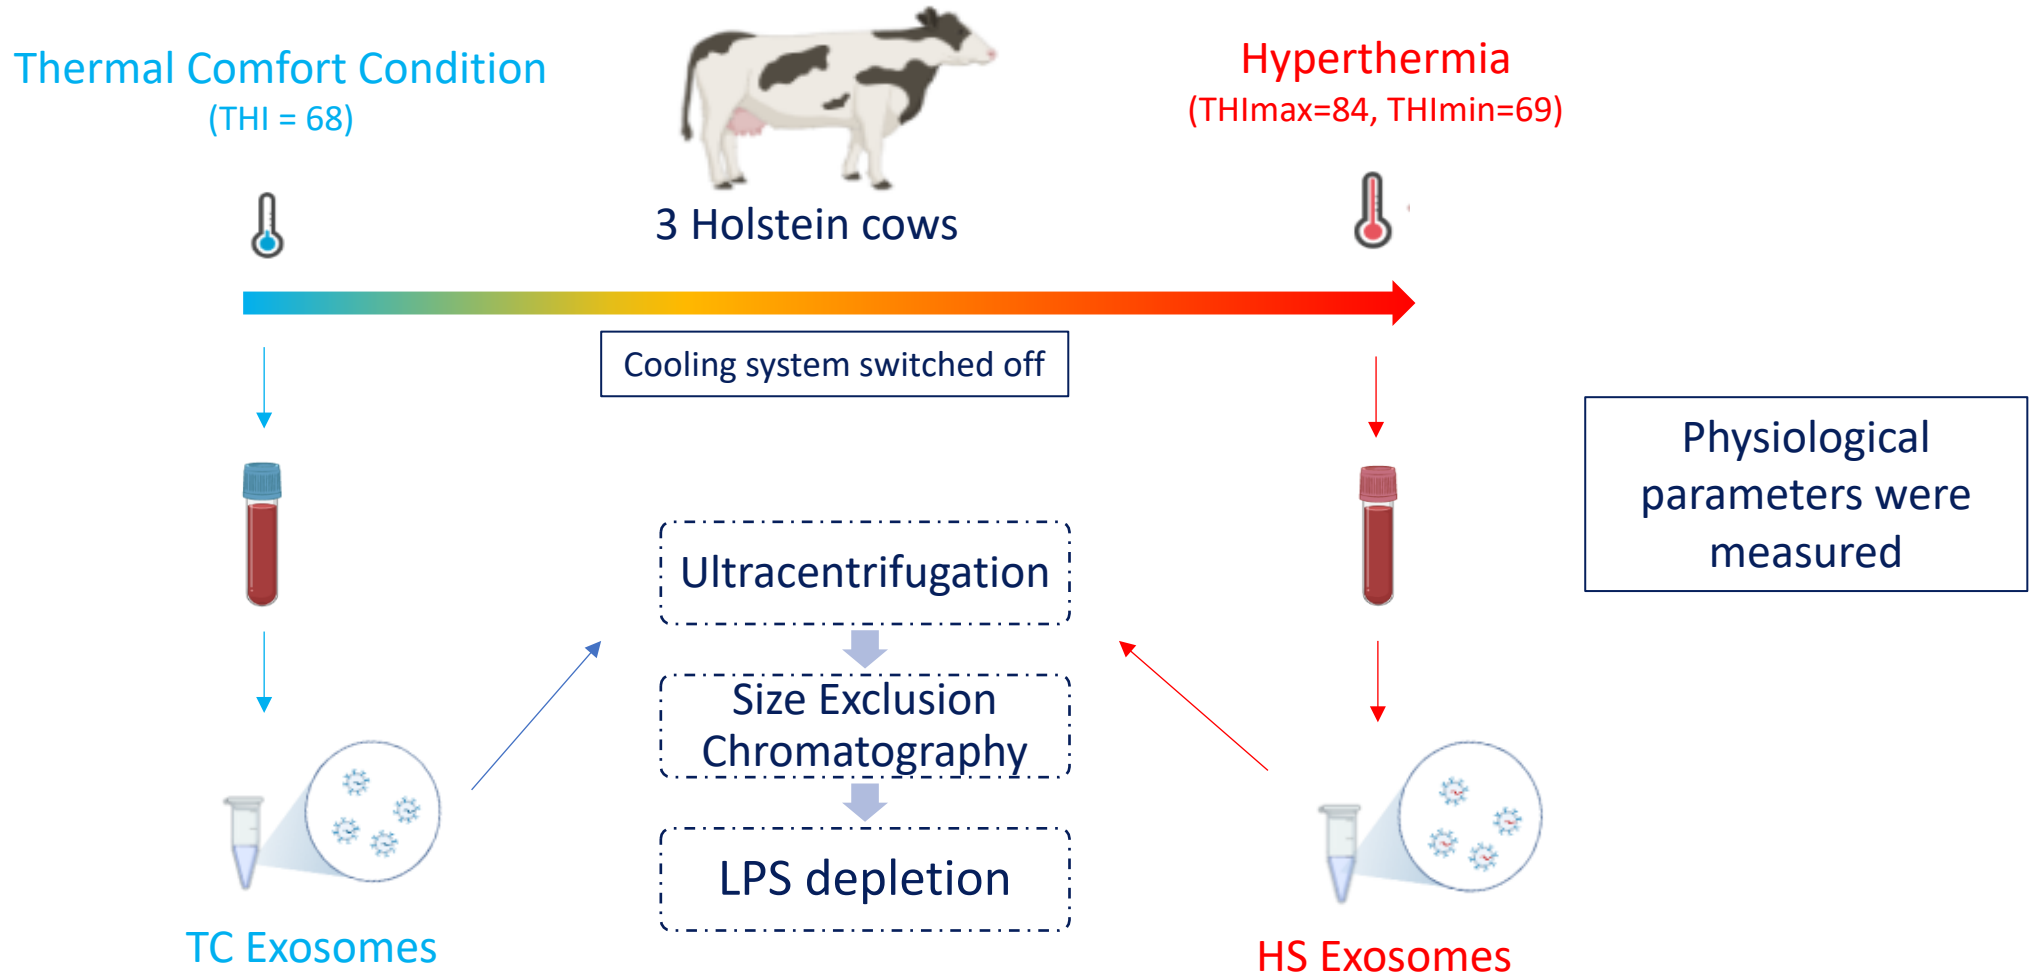 Thermal Comfort Condition
(THI = 68)
Hyperthermia
(THImax=84, THImin=69)
3 Holstein cows
Cooling system switched off
Physiological
parameters were
measured
Ultracentrifugation
Size Exclusion
Chromatography
LPS depletion
TC Exosomes
HS Exosomes